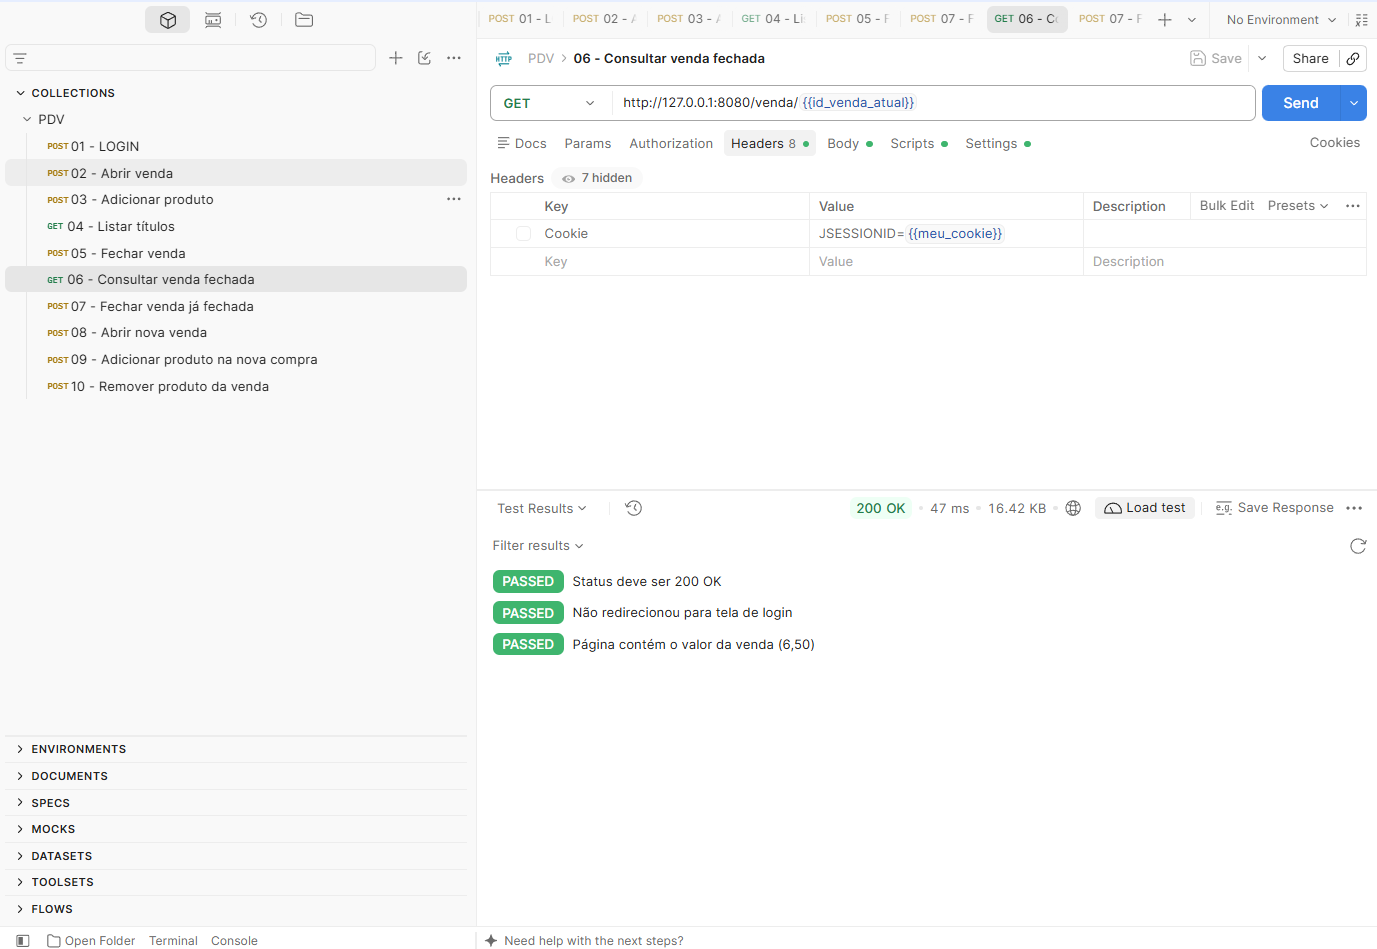 COLLECTIONS
PDV
POST 01 - LOGIN
POST 02 - Abrir venda
POST 03 - Adicionar produto
GET 04 - Listar títulos
POST 05 - Fechar venda
GET 06 - Consultar venda fechada
POST 07 - Fechar venda já fechada
POST 08 - Abrir nova venda
POST 09 - Adicionar produto na nova compra
POST 10 - Remover produto da venda
ENVIRONMENTS
DOCUMENTS
SPECS
MOCKS
DATASETS
TOOLSETS
FLOWS
Open Folder Terminal Console
POST 01 - L POST 02 - POST 03 - GET 04 - Li POST 05 - F POST 07 - F GET 06 - Co POST 07 - F No Environment
HTTP PDV > 06 - Consultar venda fechada Save Share
GET http://127.0.0.1:8080/venda/ {{id_venda_atual}} Send
Docs Params Authorization Headers 8 Body Scripts Settings Cookies
Headers 7 hidden
Key Value Description Bulk Edit Presets
Cookie JSESSIONID= {{meu_cookie}}
Key Value Description
Test Results 200 OK 47 ms 16.42 KB Load test e.g. Save Response
Filter results
PASSED Status deve ser 200 OK
PASSED Não redirecionou para tela de login
PASSED Página contém o valor da venda (6,50)
Need help with the next steps?